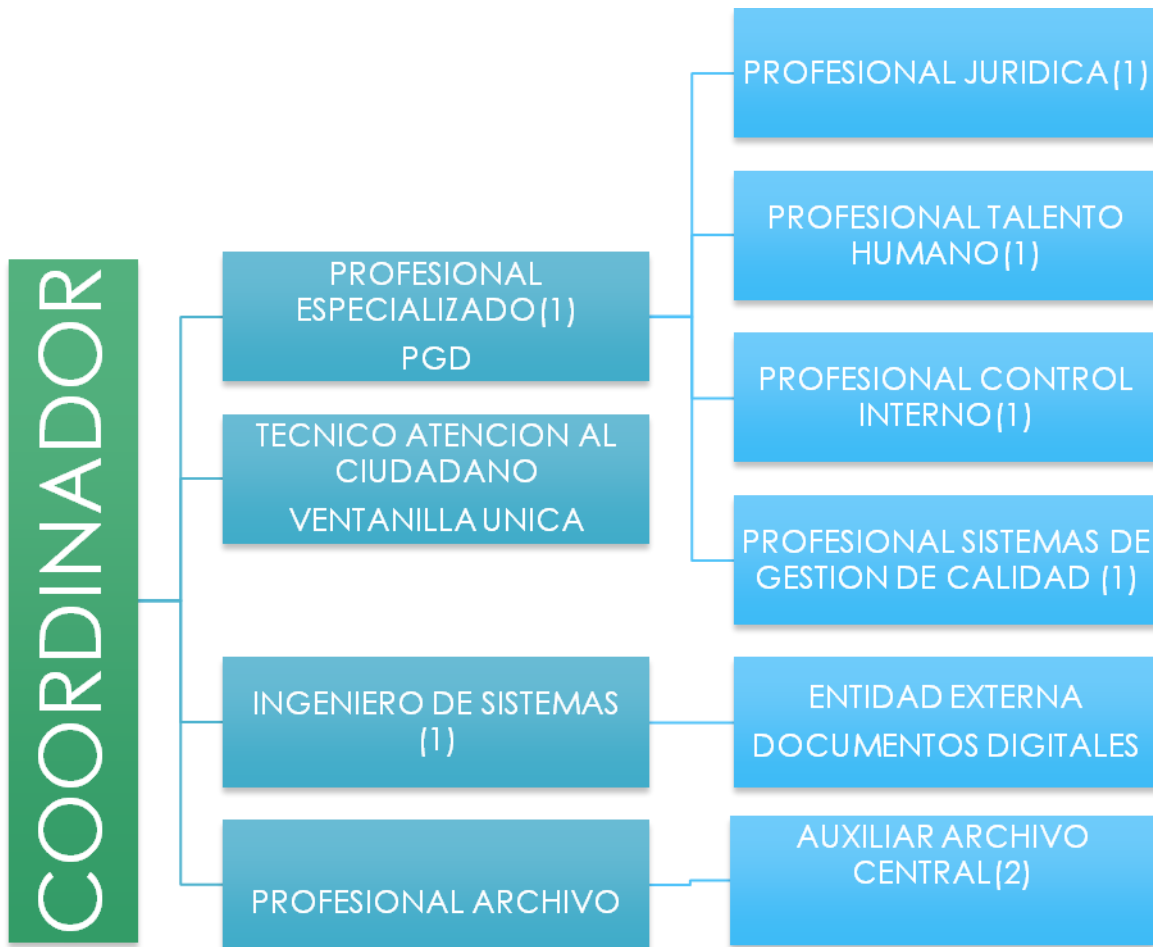 COORDINADOR
PROFESIONAL
ESPECIALIZADO(1)
PGD
TECNICO ATENCION AL
CIUDADANO
VENTANILLA UNICA
INGENIERO DE SISTEMAS
(1)
PROFESIONAL ARCHIVO
PROFESIONAL JURIDICA(1)
PROFESIONAL TALENTO
HUMANO(1)
PROFESIONAL CONTROL
INTERNO(1)
PROFESIONAL SISTEMAS DE
GESTION DE CALIDAD (1)
ENTIDAD EXTERNA
DOCUMENTOS DIGITALES
AUXILIAR ARCHIVO
CENTRAL(2)